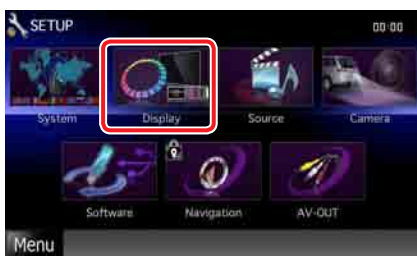 SETUP
00:00
System
Display
Source
Camera
Software
Navigation
AV-OUT
Menu